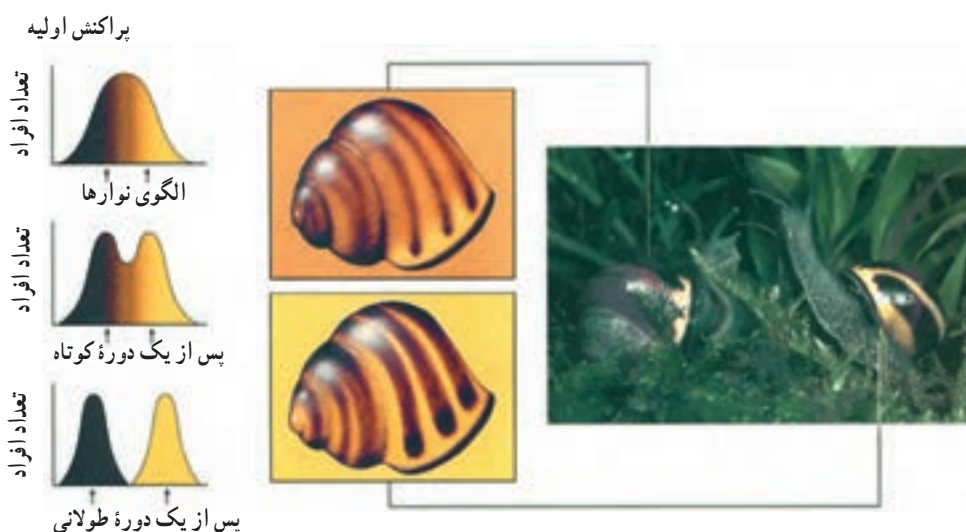 پراکنش اولیه
تعداد افراد
الگوی نوارها
تعداد افراد
پس از یک دورهٔ کوتاه
تعداد افراد
پس از یک دورهٔ طولانی